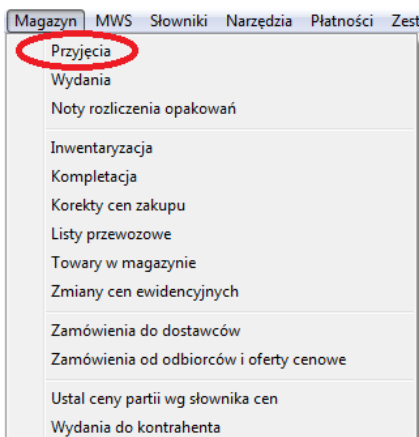 Magazyn MWS Słowniki Narzędzia Płatności Zest
Przyjęcia
Wydania
Noty rozliczenia opakowań
Inwentaryzacja
Kompletacja
Korekty cen zakupu
Listy przewozowe
Towary w magazynie
Zmiany cen ewidencyjnych
Zamówienia do dostawców
Zamówienia od odbiorców i oferty cenowe
Ustal ceny partii wg słownika cen
Wydania do kontrahenta